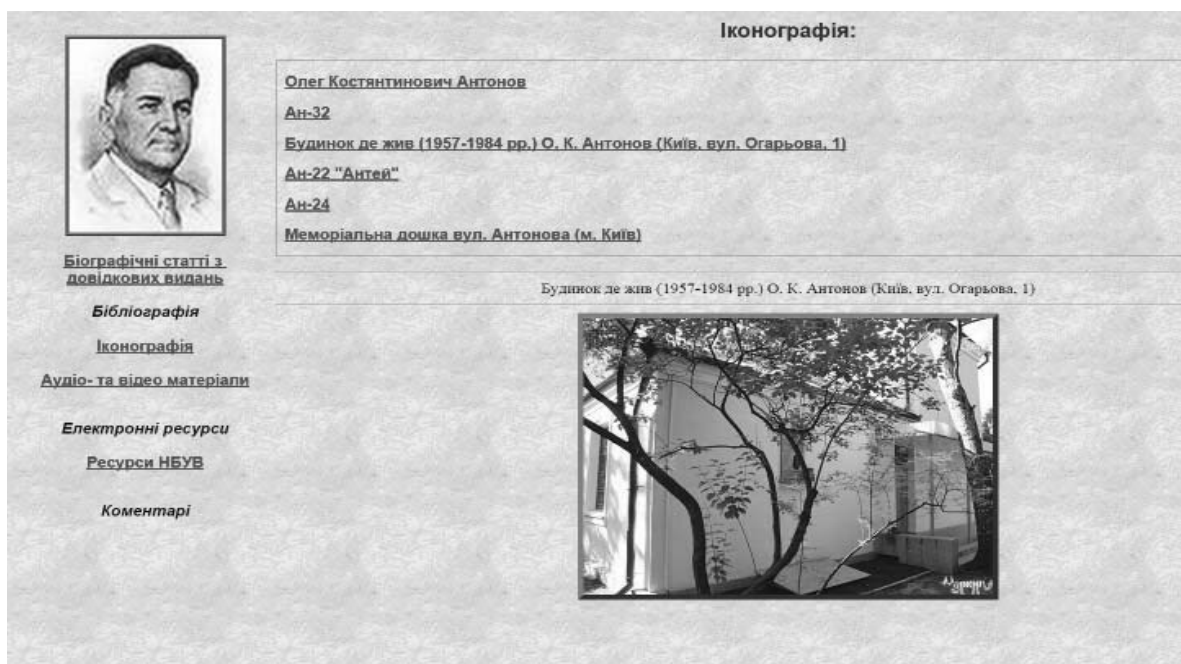 Іконографія:
Олег Костянтинович Антонов
Ан-32
Будинок де жив (1957-1984 рр.) О. К. Антонов (Київ, вул. Огарьова, 1)
Ан-22 "Антей"
Ан-24
Меморіальна дошка вул. Антонова (м. Київ)
Біографічні статті з
довідкових видань
Бібліографія
Іконографія
Аудіо- та відео матеріали
Електронні ресурси
Ресурси НБУВ
Коментарі
Будинок де жив (1957-1984 рр.) О. К. Антонов (Київ, вул. Огарьова, 1)